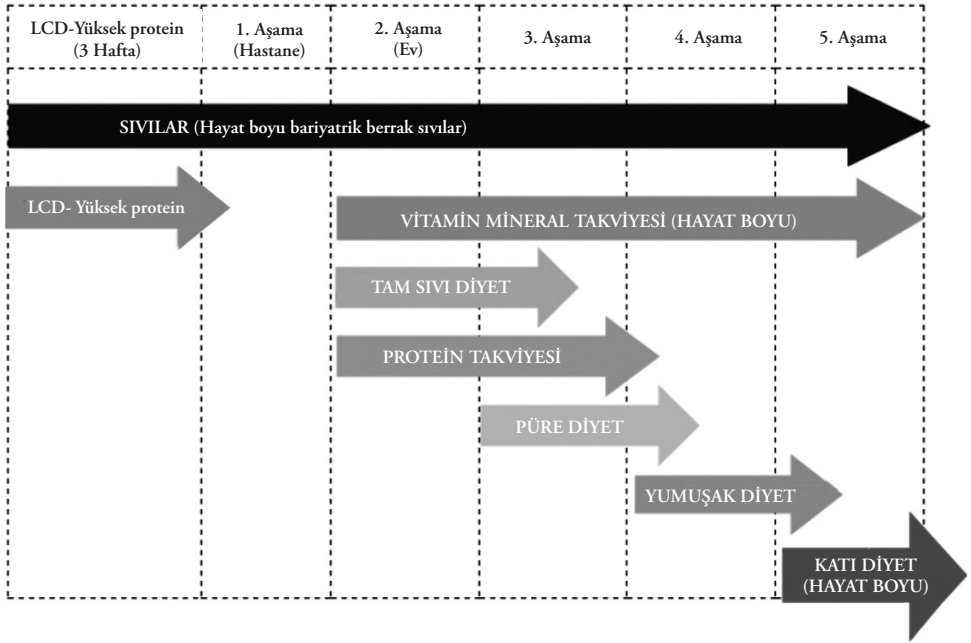 LCD-Yüksek protein
(3 Hafta)
1. Aşama
(Hastane)
2. Aşama
(Ev)
3. Aşama
4. Aşama
5. Aşama
SIVILAR (Hayat boyu bariyatrik berrak sıvılar)
LCD- Yüksek protein
VİTAMİN MİNERAL TAKVİYESİ (HAYAT BOYU)
TAM SIVI DİYET
PROTEİN TAKVİYESİ
PÜRE DİYET
YUMUŞAK DİYET
KATI DİYET
(HAYAT BOYU)